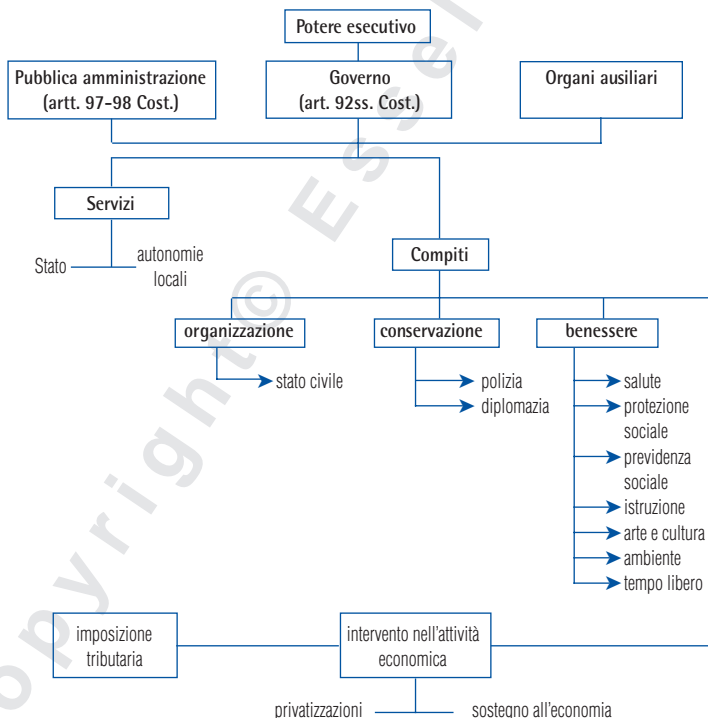 Potere esecutivo
Pubblica amministrazione
(artt. 97-98 Cost.)
Governo
(art. 92ss. Cost.)
Organi ausiliari
Servizi
Stato
autonomie
locali
Compiti
organizzazione
conservazione
benessere
stato civile
polizia
diplomazia
salute
protezione
sociale
previdenza
sociale
istruzione
arte e cultura
ambiente
tempo libero
imposizione
tributaria
intervento nell'attività
economica
privatizzazioni
sostegno all'economia
opyright© Essel